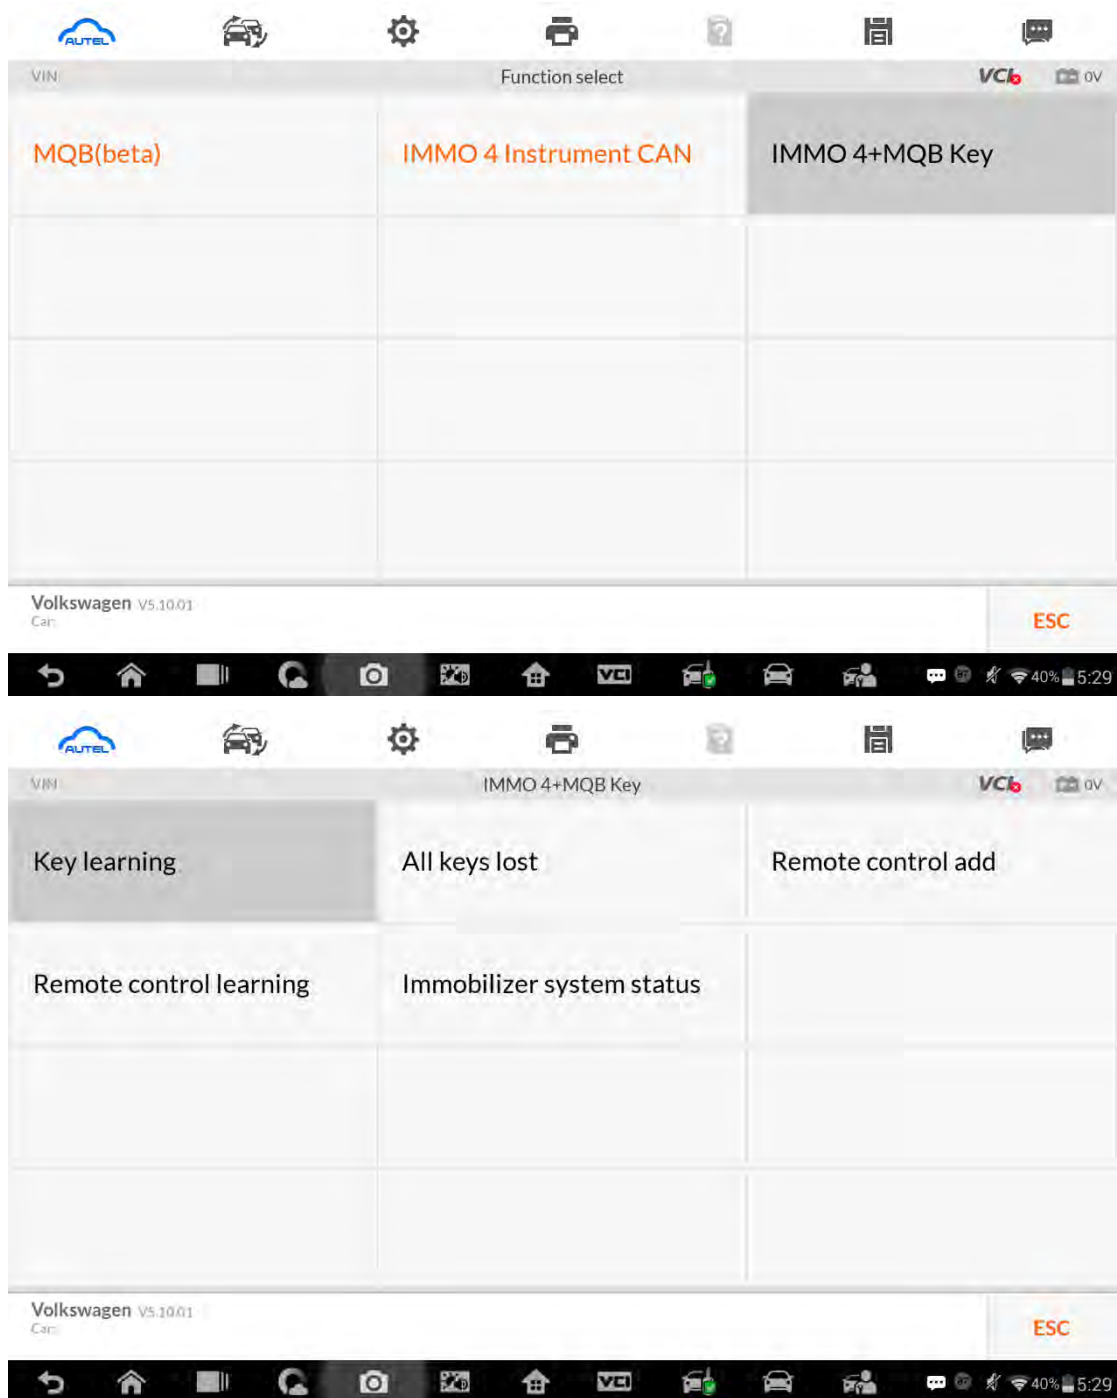 AUTEL
VIN Function select VCI 0V
MQB(beta) IMMO 4 Instrument CAN IMMO 4+MQB Key
Volkswagen V5.10.01
Car:
ESC
VCI 40% 5:29
AUTEL
VIN IMMO 4+MQB Key VCI 0V
Key learning All keys lost Remote control add
Remote control learning Immobilizer system status
Volkswagen V5.10.01
Car:
ESC
VCI 40% 5:29